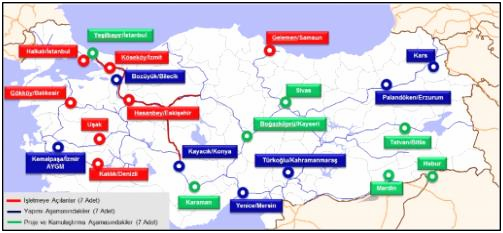 Yeşilbayır/İstanbul
Gelemen/Samsun
Halkalı/İstanbul
Köseköy/İzmit
Kars
Bozüyük/Bilecik
Gökköy/Balıkesir
Sivas
Palandöken/Erzurum
Hasanbey/Eskişehir
Uşak
Boğazköprü/Kayseri
Tatvan/Bitlis
Kemalpaşa/İzmir
AYGM
Kayacık/Konya
Türkoğlu/Kahramanmaraş
Habur
Kaklık/Denizli
Mardin
Karaman
Yenice/Mersin
İşletmeye Açılanlar (7 Adet)
Yapımı Aşamasındakiler (7 Adet)
Proje ve Kamulaştırma Aşamasındakiler (7 Adet)